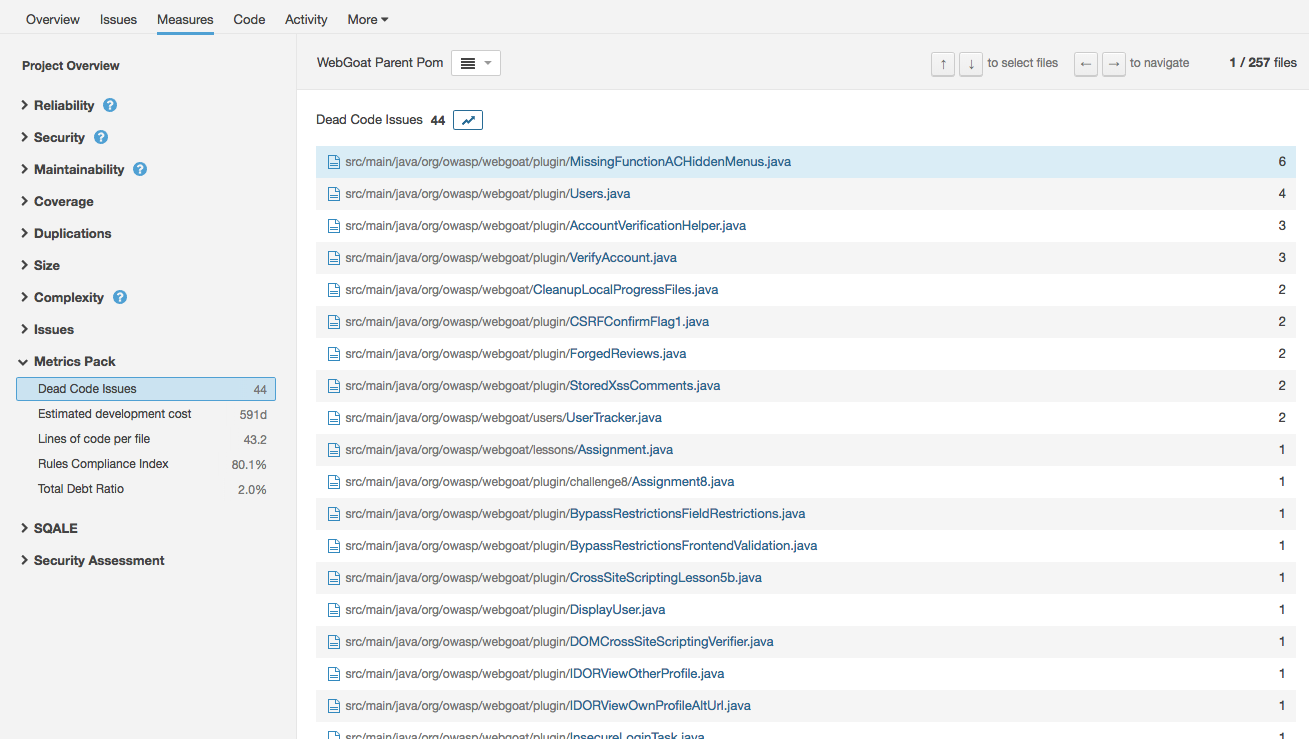 Overview Issues Measures Code Activity More
Project Overview
Reliability ?
Security ?
Maintainability ?
Coverage
Duplications
Size
Complexity ?
Issues
Metrics Pack
Dead Code Issues 44
Estimated development cost 591d
Lines of code per file 43.2
Rules Compliance Index 80.1%
Total Debt Ratio 2.0%
SQALE
Security Assessment
WebGoat Parent Pom ↑ ↓ to select files ← → to navigate 1 / 257 files
Dead Code Issues 44
src/main/java/org/owasp/webgoat/plugin/MissingFunctionACHiddenMenus.java 6
src/main/java/org/owasp/webgoat/plugin/Users.java 4
src/main/java/org/owasp/webgoat/plugin/AccountVerificationHelper.java 3
src/main/java/org/owasp/webgoat/plugin/VerifyAccount.java 3
src/main/java/org/owasp/webgoat/CleanupLocalProgressFiles.java 2
src/main/java/org/owasp/webgoat/plugin/CSRFConfirmFlag1.java 2
src/main/java/org/owasp/webgoat/plugin/ForgedReviews.java 2
src/main/java/org/owasp/webgoat/plugin/StoredXssComments.java 2
src/main/java/org/owasp/webgoat/users/UserTracker.java 2
src/main/java/org/owasp/webgoat/lessons/Assignment.java 1
src/main/java/org/owasp/webgoat/plugin/challenge8/Assignment8.java 1
src/main/java/org/owasp/webgoat/plugin/BypassRestrictionsFieldRestrictions.java 1
src/main/java/org/owasp/webgoat/plugin/BypassRestrictionsFrontendValidation.java 1
src/main/java/org/owasp/webgoat/plugin/CrossSiteScriptingLesson5b.java 1
src/main/java/org/owasp/webgoat/plugin/DisplayUser.java 1
src/main/java/org/owasp/webgoat/plugin/DOMCrossSiteScriptingVerifier.java 1
src/main/java/org/owasp/webgoat/plugin/IDORViewOtherProfile.java 1
src/main/java/org/owasp/webgoat/plugin/IDORViewOwnProfileAltUrl.java 1
src/main/java/org/owasp/webgoat/plugin/InsecureLoginTask.java 1